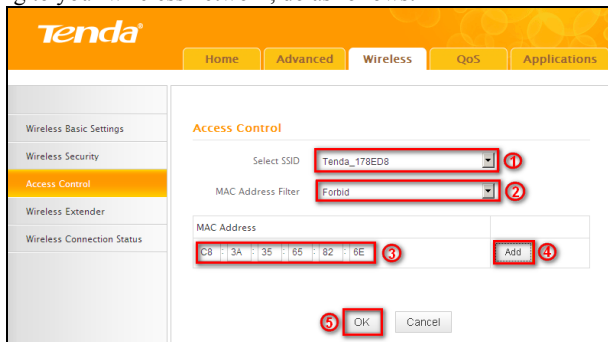 Tenda®
Home Advanced Wireless QoS Applications
Wireless Basic Settings
Wireless Security
Access Control
Wireless Extender
Wireless Connection Status
Access Control
Select SSID Tenda_178ED8 ①
MAC Address Filter Forbid ②
MAC Address
C8 : 3A : 35 : 65 : 82 : 6E ③ Add ④
⑤ OK Cancel